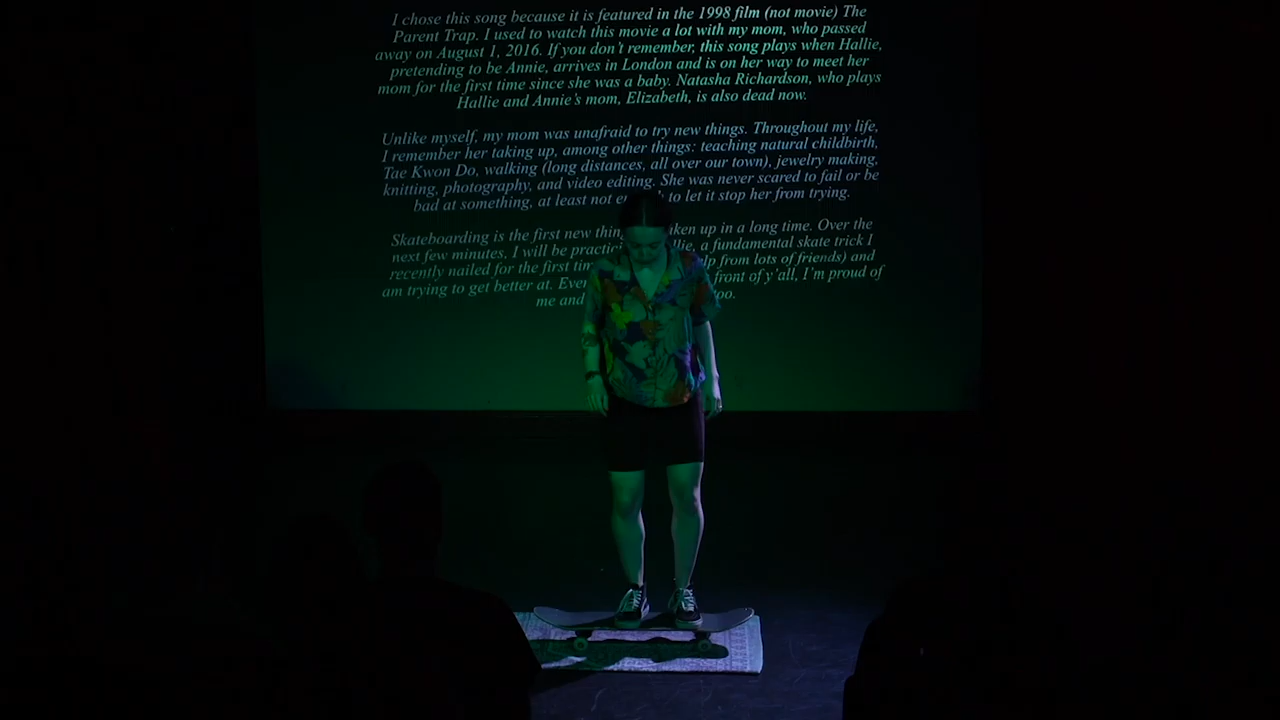 I chose this song because it is featured in the 1998 film (not movie) The
Parent Trap. I used to watch this movie a lot with my mom, who passed
away on August 1, 2016. If you don't remember, this song plays when Hallie,
pretending to be Annie, arrives in London and is on her way to meet her
mom for the first time since she was a baby. Natasha Richardson, who plays
Hallie and Annie's mom, Elizabeth, is also dead now.
Unlike myself, my mom was unafraid to try new things. Throughout my life,
I remember her taking up, among other things: teaching natural childbirth,
Tae Kwon Do, walking (long distances, all over our town), jewelry making,
knitting, photography, and video editing. She was never scared to fail or be
bad at something, at least not to let it stop her from trying.
Skateboarding is the first new up in a long time. Over the
next few minutes, I will be a fundamental skate trick I
recently nailed for the first from lots of friends) and
am trying to get better at. front of y'all, I'm proud of
me and too.